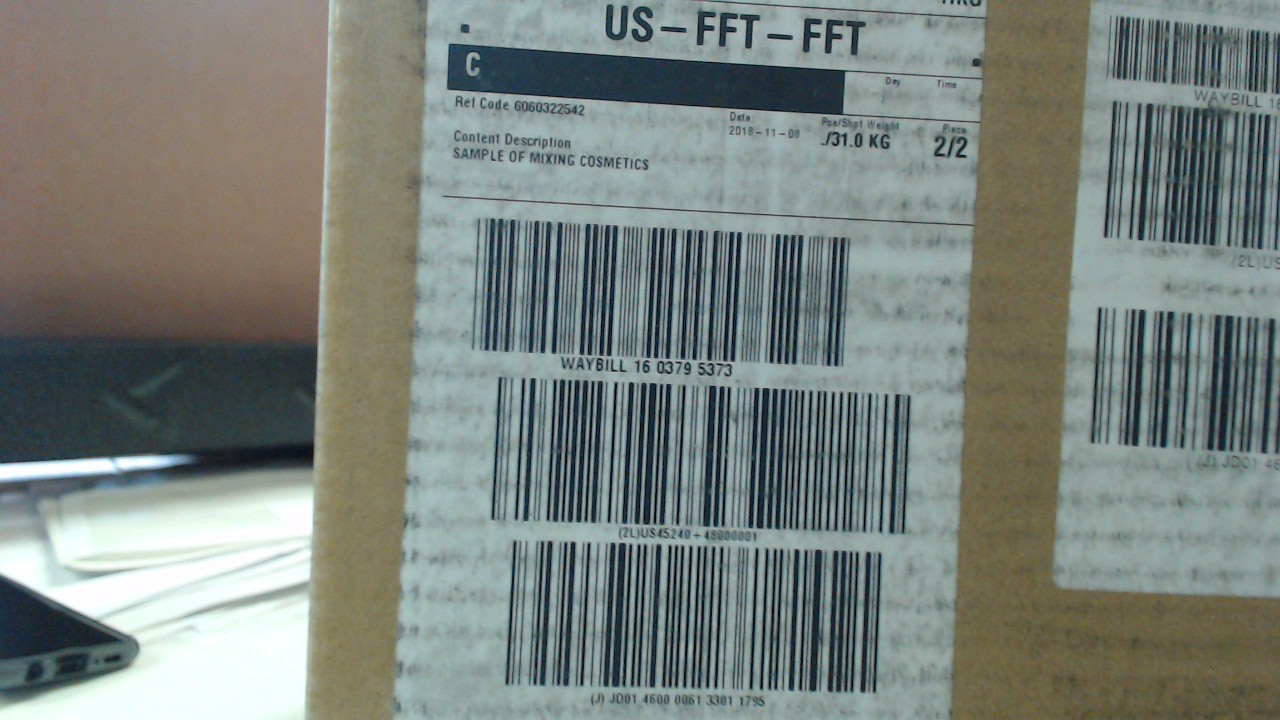 US-FFT-FFT
C
Day Time
Ref Code 6060322542
Date:
2018-11-08
Pce/Shpt Weight
./31.0 KG
Piece
2/2
Content Description
SAMPLE OF MIXING COSMETICS
WAYBILL 16 0379 5373
(2L)US45240+48000001
(J) JD01 4600 0061 3301 1795
WAYBILL 1
(2L)US
(J) JD01 46